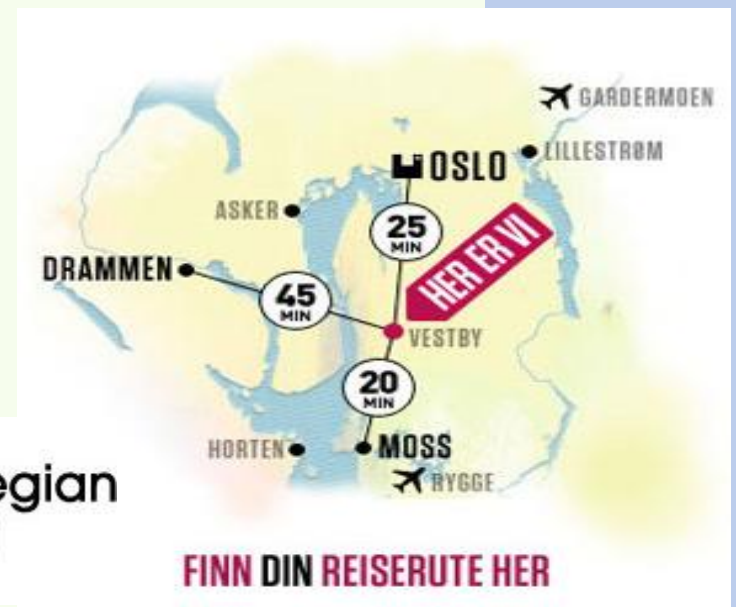 GARDERMOEN
OSLO
LILLESTRØM
ASKER
25
MIN
HER ER VI
DRAMMEN
45
MIN
VESTBY
20
MIN
HORTEN
MOSS
RYGGE
egian
FINN DIN REISERUTE HER